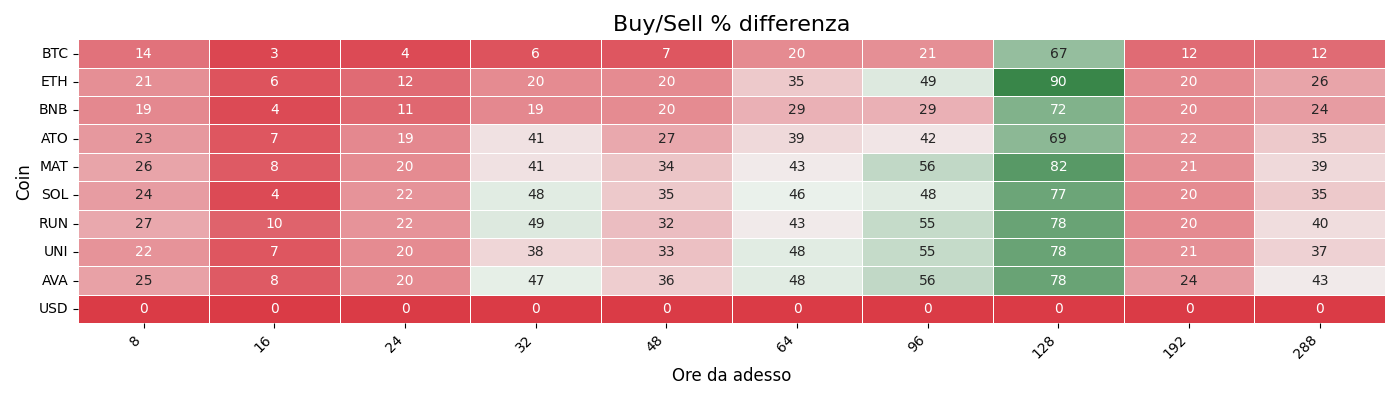 Buy/Sell % differenza
Coin
BTC 14 3 4 6 7 20 21 67 12 12
ETH 21 6 12 20 20 35 49 90 20 26
BNB 19 4 11 19 20 29 29 72 20 24
ATO 23 7 19 41 27 39 42 69 22 35
MAT 26 8 20 41 34 43 56 82 21 39
SOL 24 4 22 48 35 46 48 77 20 35
RUN 27 10 22 49 32 43 55 78 20 40
UNI 22 7 20 38 33 48 55 78 21 37
AVA 25 8 20 47 36 48 56 78 24 43
USD 0 0 0 0 0 0 0 0 0 0
8 16 24 32 48 64 96 128 192 288
Ore da adesso